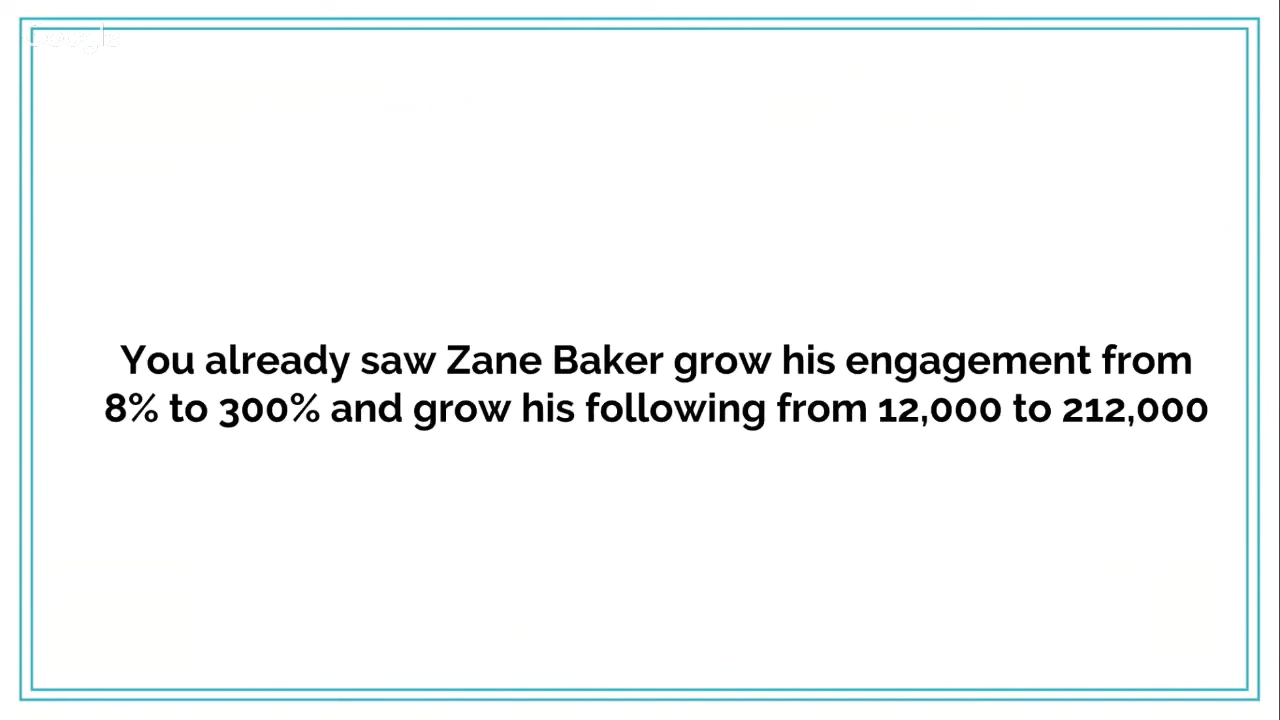 Google
You already saw Zane Baker grow his engagement from
8% to 300% and grow his following from 12,000 to 212,000